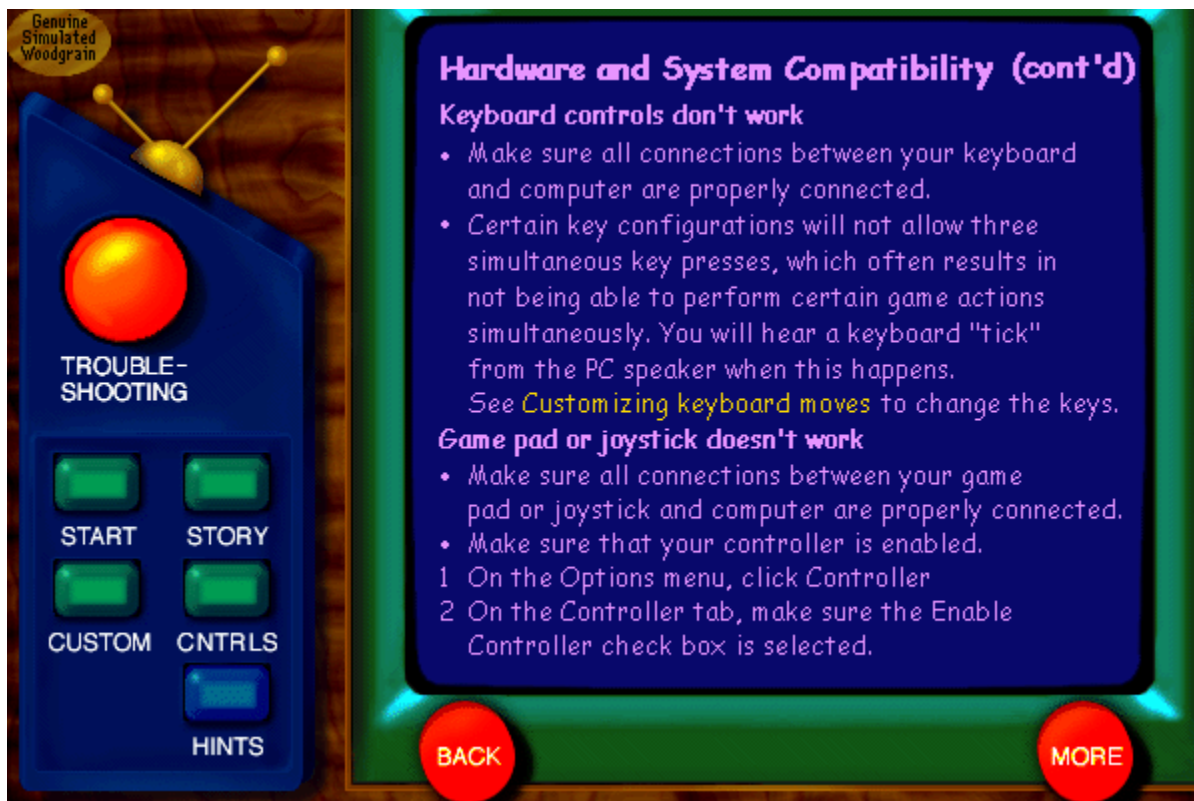 Genuine
Simulated
Woodgrain
TROUBLE-
SHOOTING
START
STORY
CUSTOM
CNTRLS
HINTS
Hardware and System Compatibility (cont'd)
Keyboard controls don't work
• Make sure all connections between your keyboard
and computer are properly connected.
• Certain key configurations will not allow three
simultaneous key presses, which often results in
not being able to perform certain game actions
simultaneously. You will hear a keyboard "tick"
from the PC speaker when this happens.
See Customizing keyboard moves to change the keys.
Game pad or joystick doesn't work
• Make sure all connections between your game
pad or joystick and computer are properly connected.
• Make sure that your controller is enabled.
1 On the Options menu, click Controller
2 On the Controller tab, make sure the Enable
Controller check box is selected.
BACK
MORE